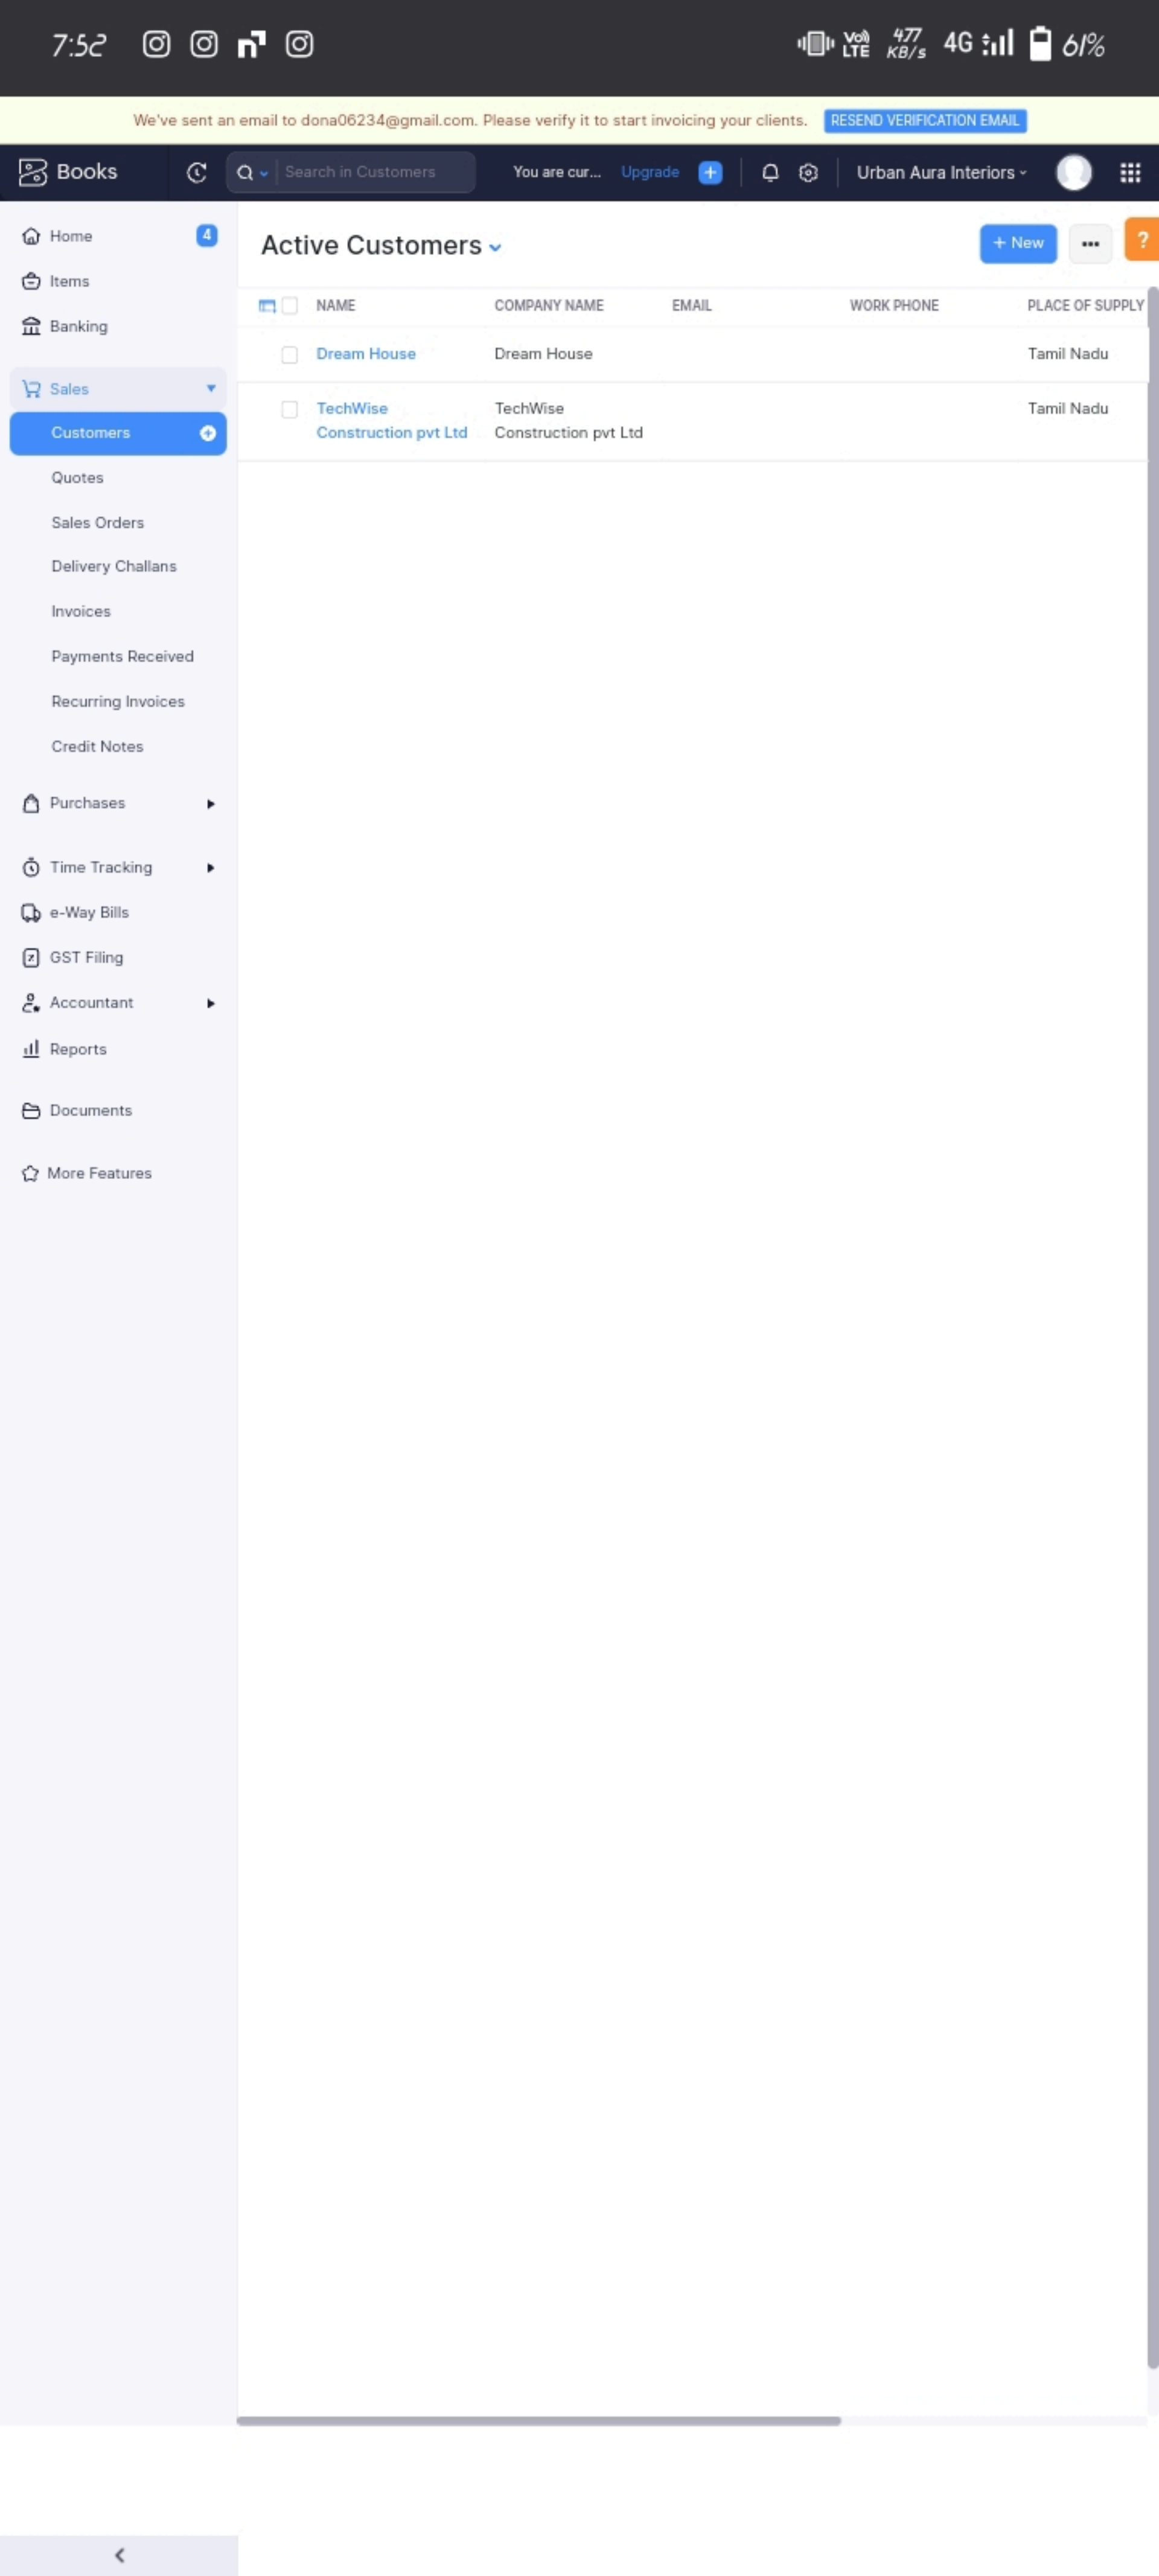 7:52
Vo)) LTE 4.77 KB/s 4G 61%
We've sent an email to dona06234@gmail.com. Please verify it to start invoicing your clients. RESEND VERIFICATION EMAIL
Books Search in Customers You are cur... Upgrade Urban Aura Interiors
Home 4
Items
Banking
Sales
Customers
Quotes
Sales Orders
Delivery Challans
Invoices
Payments Received
Recurring Invoices
Credit Notes
Purchases
Time Tracking
e-Way Bills
GST Filing
Accountant
Reports
Documents
More Features
Active Customers + New ••• ?
NAME COMPANY NAME EMAIL WORK PHONE PLACE OF SUPPLY
Dream House Dream House Tamil Nadu
TechWise TechWise Tamil Nadu
Construction pvt Ltd Construction pvt Ltd